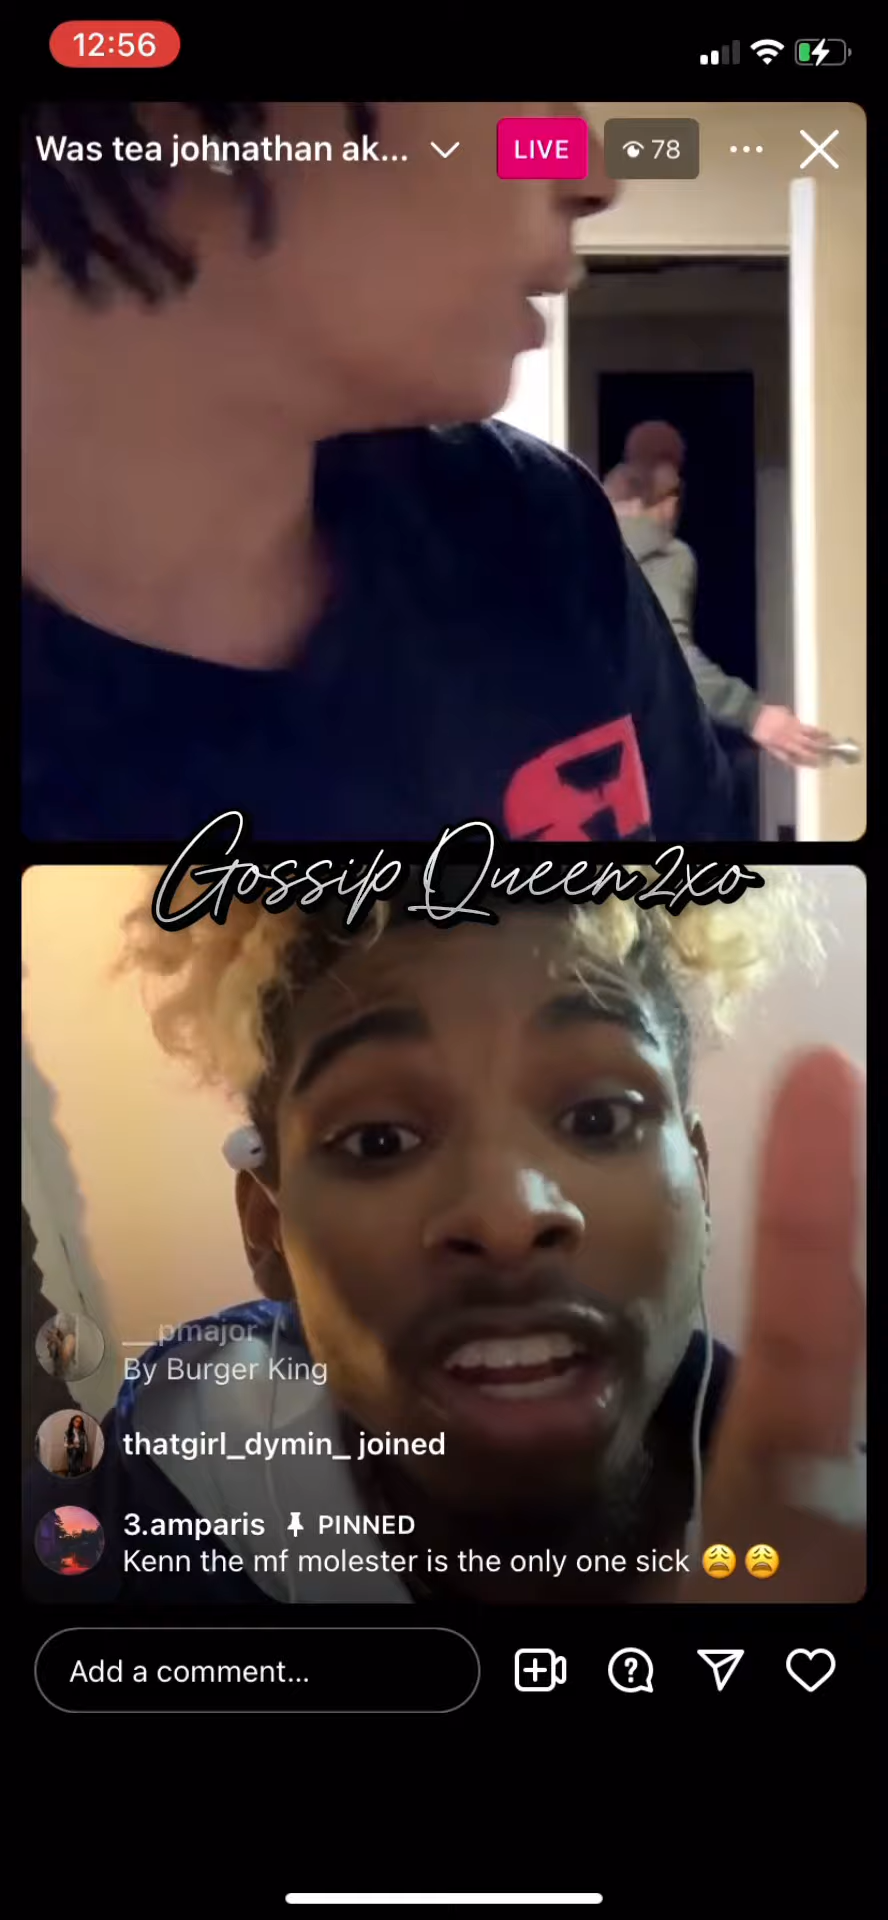 12:56
Was tea johnathan ak...
LIVE
78
Gossip Queen2xo
__pmajor
By Burger King
thatgirl_dymin_ joined
3.amparis PINNED
Kenn the mf molester is the only one sick 😩😩
Add a comment...